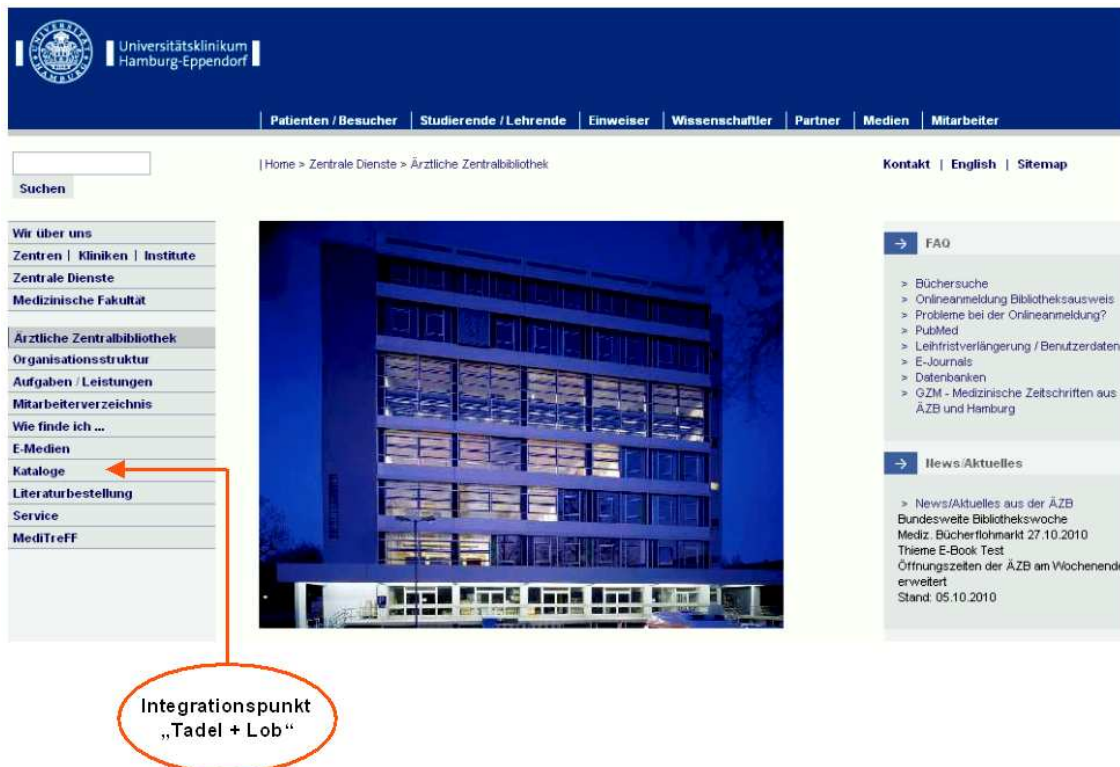 Universitätsklinikum
Hamburg-Eppendorf
Patienten / Besucher | Studierende / Lehrende | Einweiser | Wissenschaftler | Partner | Medien | Mitarbeiter
| Home > Zentrale Dienste > Ärztliche Zentralbibliothek
Kontakt | English | Sitemap
Suchen
Wir über uns
Zentren | Kliniken | Institute
Zentrale Dienste
Medizinische Fakultät
Ärztliche Zentralbibliothek
Organisationsstruktur
Aufgaben / Leistungen
Mitarbeiterverzeichnis
Wie finde ich ...
E-Medien
Kataloge
Literaturbestellung
Service
MediTreFF
FAQ
> Büchersuche
> Onlineanmeldung Bibliotheksausweis
> Probleme bei der Onlineanmeldung?
> PubMed
> Leihfristverlängerung / Benutzerdaten
> E-Journals
> Datenbanken
> GZM - Medizinische Zeitschriften aus
ÄZB und Hamburg
News/Aktuelles
> News/Aktuelles aus der ÄZB
Bundesweite Bibliothekswoche
Mediz. Bücherflohmarkt 27.10.2010
Thieme E-Book Test
Öffnungszeiten der ÄZB am Wochenende
erweitert
Stand: 05.10.2010
Integrationspunkt
„Tadel + Lob“